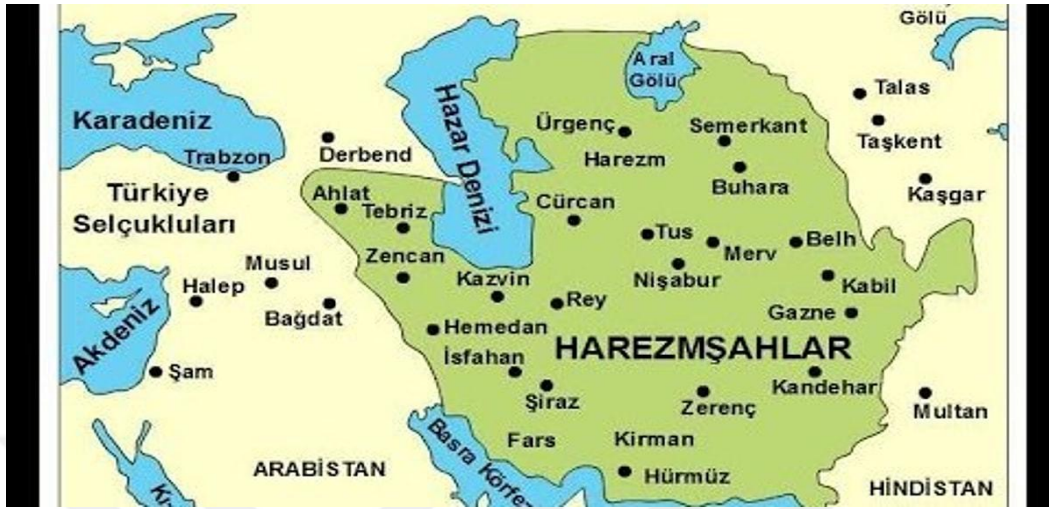 Gölü
Aral
Gölü
Talas
Karadeniz
Hazar Denizi
Ürgenç
Semerkant
Taşkent
Trabzon
Derbend
Harezm
Buhara
Kaşgar
Türkiye
Selçukluları
Ahlat
Tebriz
Cürcan
Tus
Merv
Belh
Zencan
Musul
Halep
Kazvin
Nişabur
Kabil
Rey
Gazne
Bağdat
Akdeniz
Hemedan
HAREZMŞAHLAR
İsfahan
Şam
Kandehar
Şiraz
Zerenç
Multan
Basra Körfez
Fars
Kirman
ARABİSTAN
Hürmüz
HİNDİSTAN